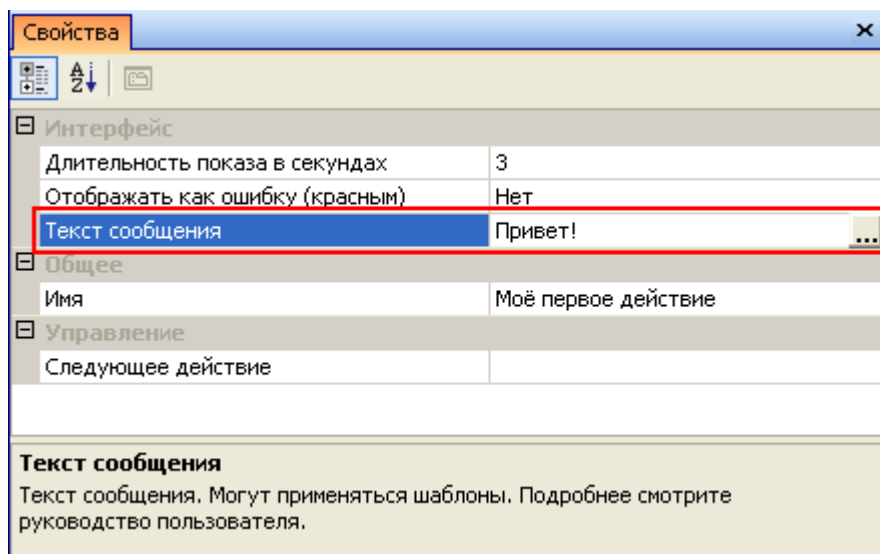 Свойства
Интерфейс
Длительность показа в секундах 3
Отображать как ошибку (красным) Нет
Текст сообщения Привет! ...
Общее
Имя Моё первое действие
Управление
Следующее действие
Текст сообщения
Текст сообщения. Могут применяться шаблоны. Подробнее смотрите
руководство пользователя.